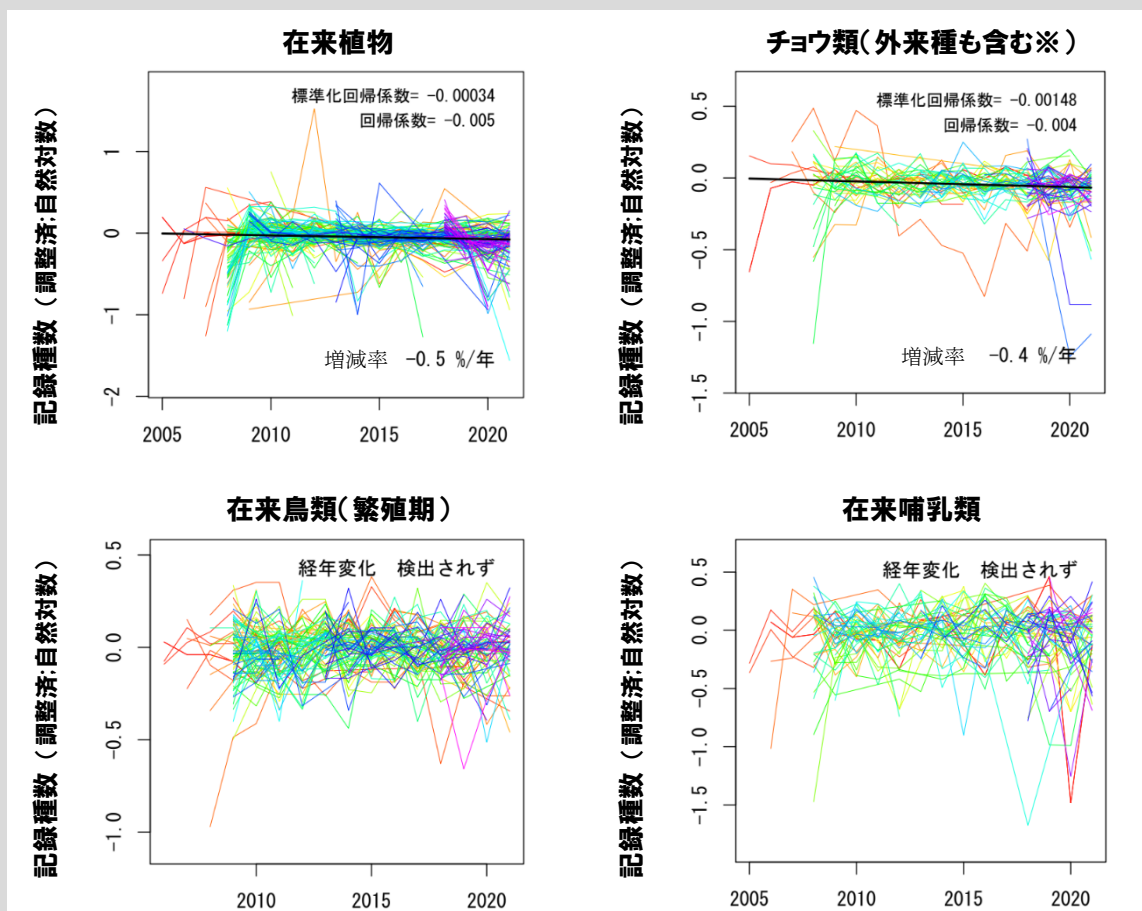 在来植物
標準化回帰係数= -0.00034
回帰係数= -0.005
1
0
-1
-2
記録種数（調整済;自然対数）
増減率 -0.5 %/年
2005 2010 2015 2020
チョウ類(外来種も含む※)
標準化回帰係数= -0.00148
回帰係数= -0.004
0.5
0.0
-0.5
-1.0
-1.5
記録種数（調整済;自然対数）
増減率 -0.4 %/年
2005 2010 2015 2020
在来鳥類(繁殖期)
経年変化 検出されず
0.5
0.0
-0.5
-1.0
記録種数（調整済;自然対数）
2010 2015 2020
在来哺乳類
経年変化 検出されず
0.5
0.0
-0.5
-1.0
-1.5
記録種数（調整済;自然対数）
2005 2010 2015 2020